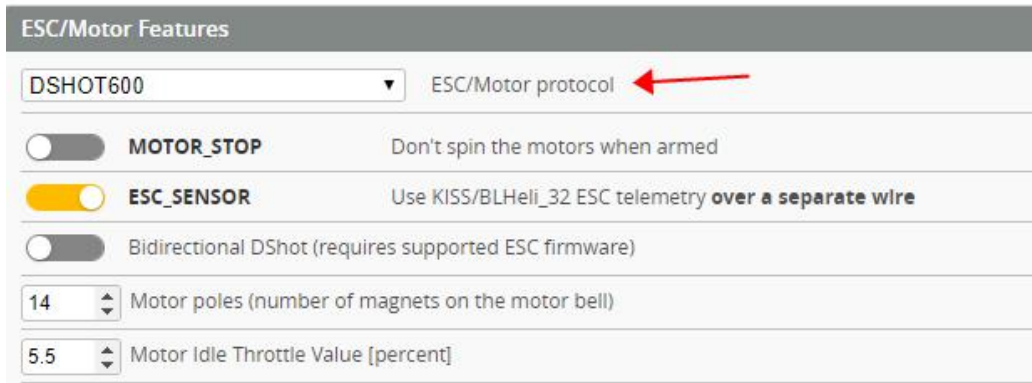 ESC/Motor Features
DSHOT600 ESC/Motor protocol
MOTOR_STOP Don't spin the motors when armed
ESC_SENSOR Use KISS/BLHeli_32 ESC telemetry over a separate wire
Bidirectional DShot (requires supported ESC firmware)
14 Motor poles (number of magnets on the motor bell)
5.5 Motor Idle Throttle Value [percent]